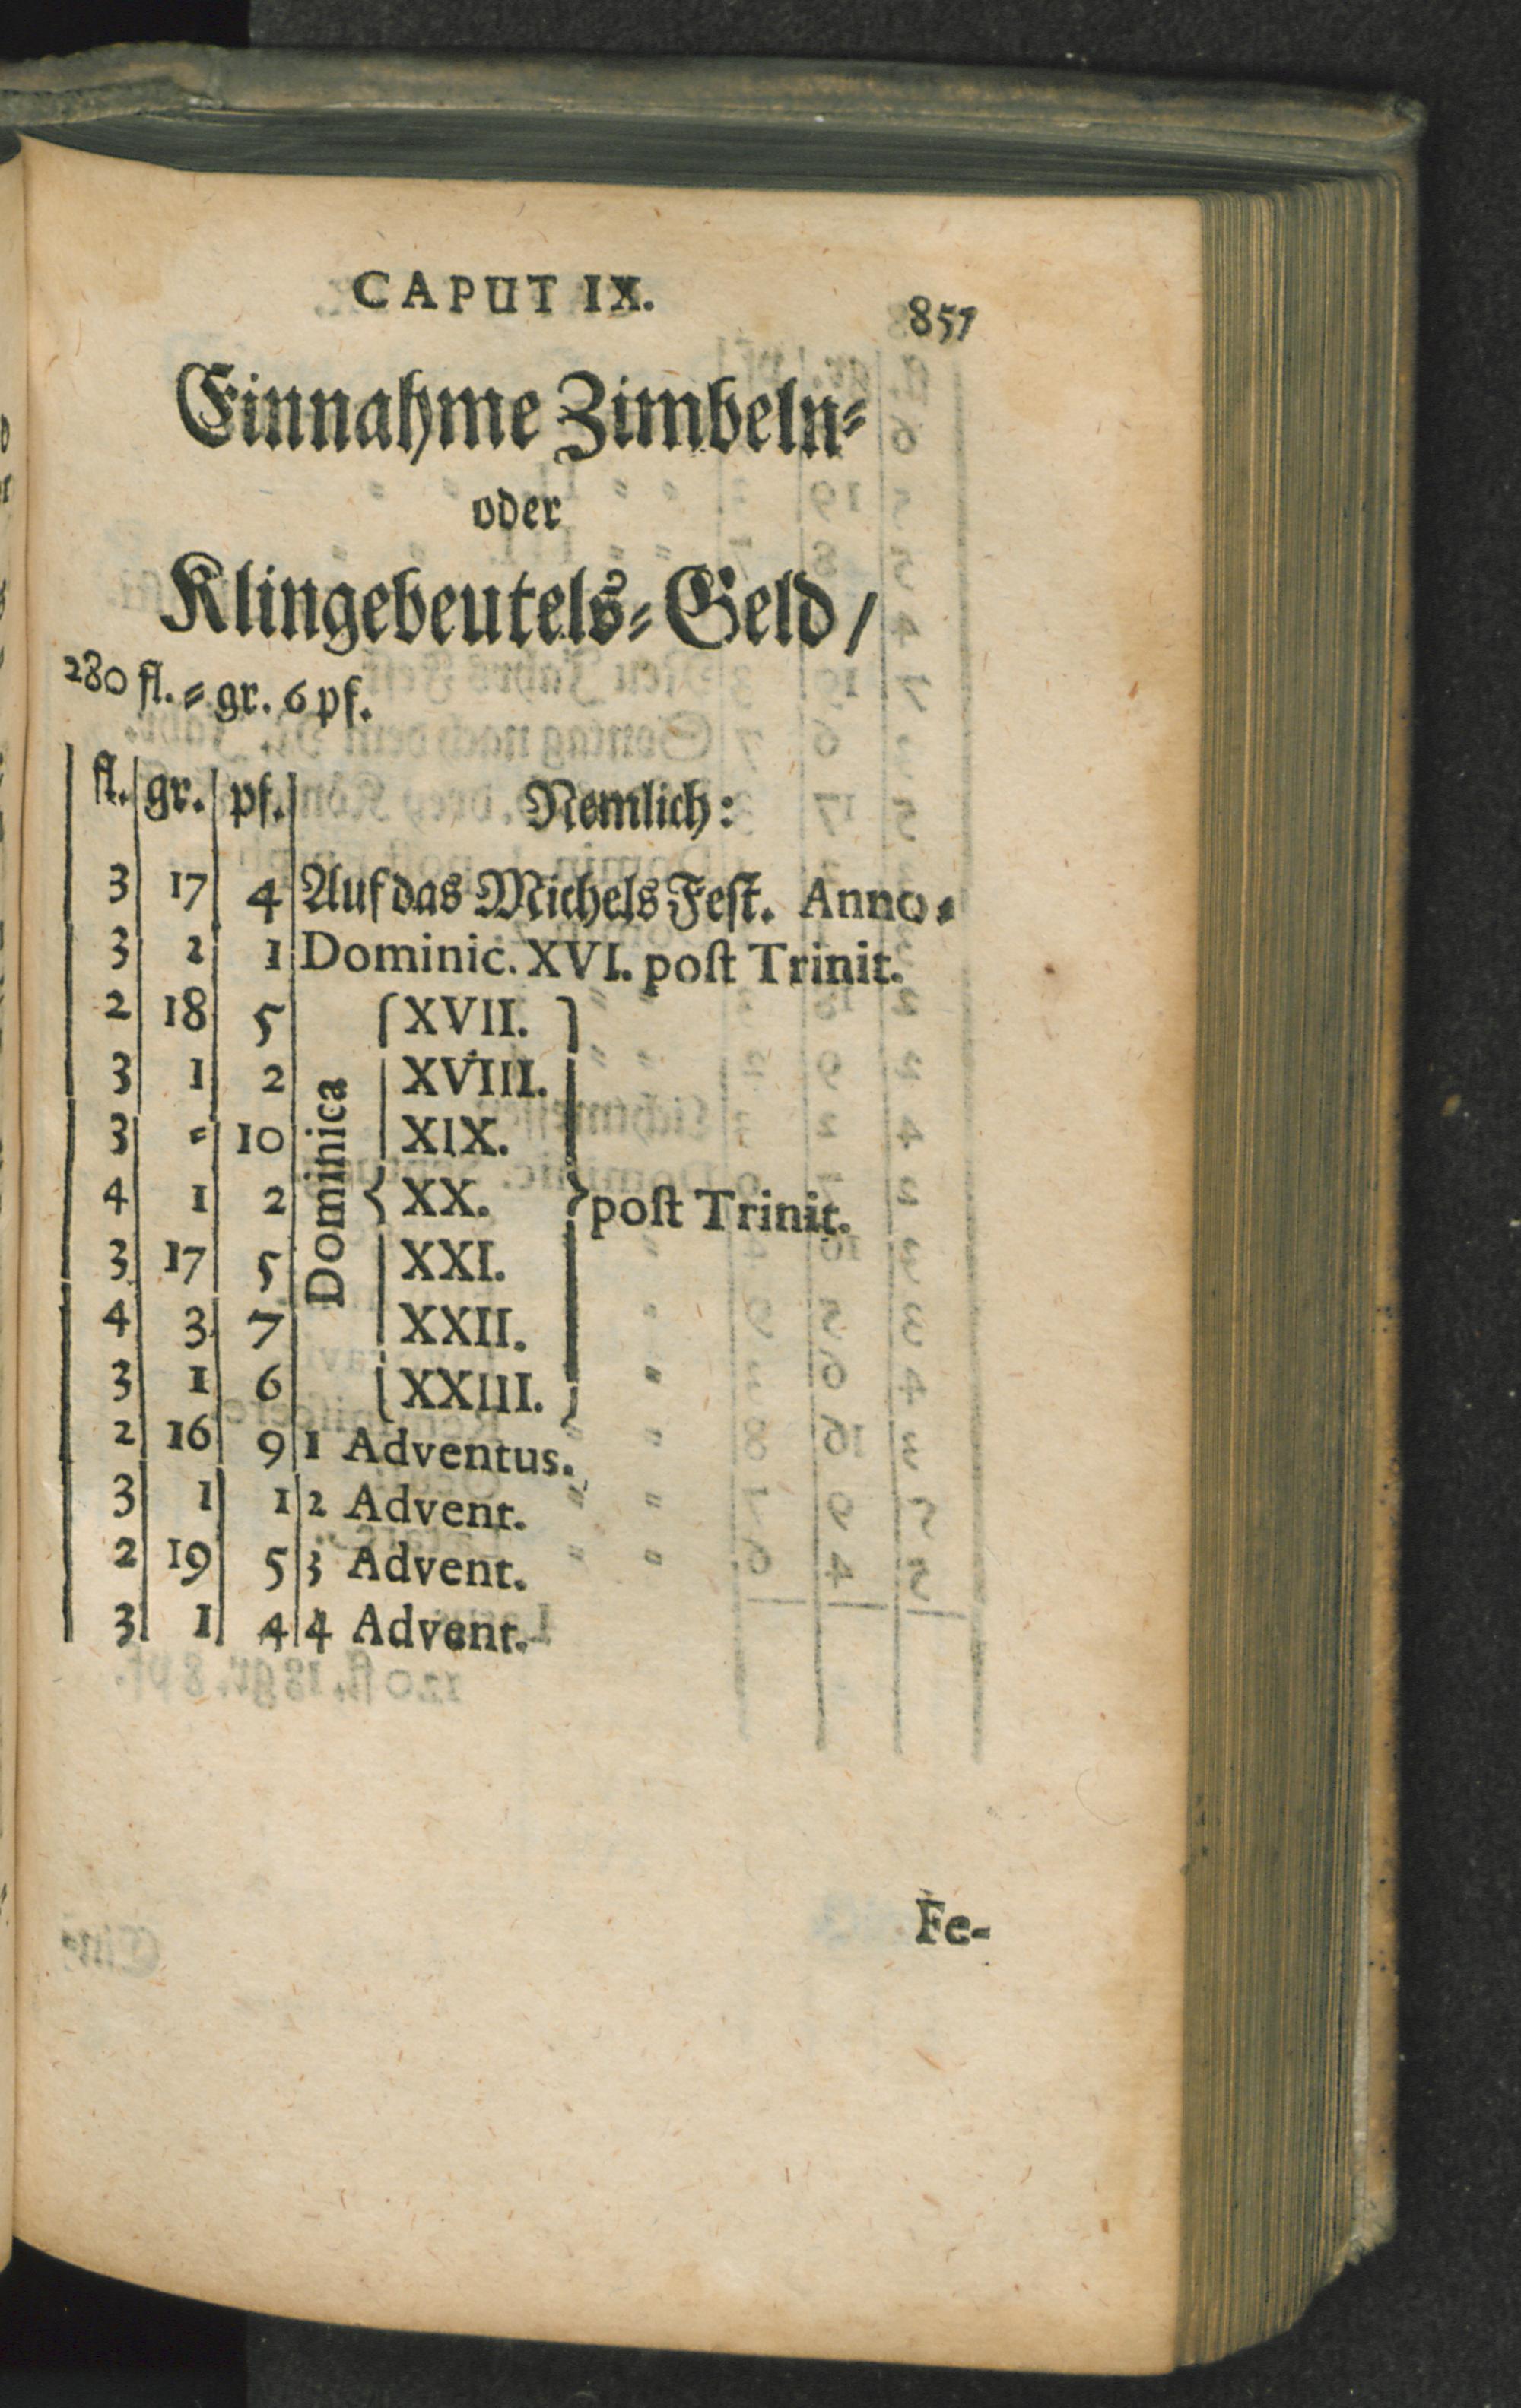 CAPUT IX.
857
Einnahme Zimbeln⸗
oder
Klingebeutels⸗Geld/
280 fl. ⸗ gr. 6 pf.
fl. gr. pf. Nemlich:
3 17 4 Auf das Michels Fest. Anno ⸗
3 2 1 Dominic. XVI. poſt Trinit.
2 18 5 XVII.
3 1 2 XVIII.
3 ⸗ 10 XIX.
4 1 2 Dominica XX. poſt Trinit.
3 17 5 XXI.
4 3 7 XXII.
3 1 6 XXIII.
2 16 9 1 Adventus.
3 1 1 2 Advent.
2 19 5 3 Advent.
3 1 4 4 Advent.
Fe-